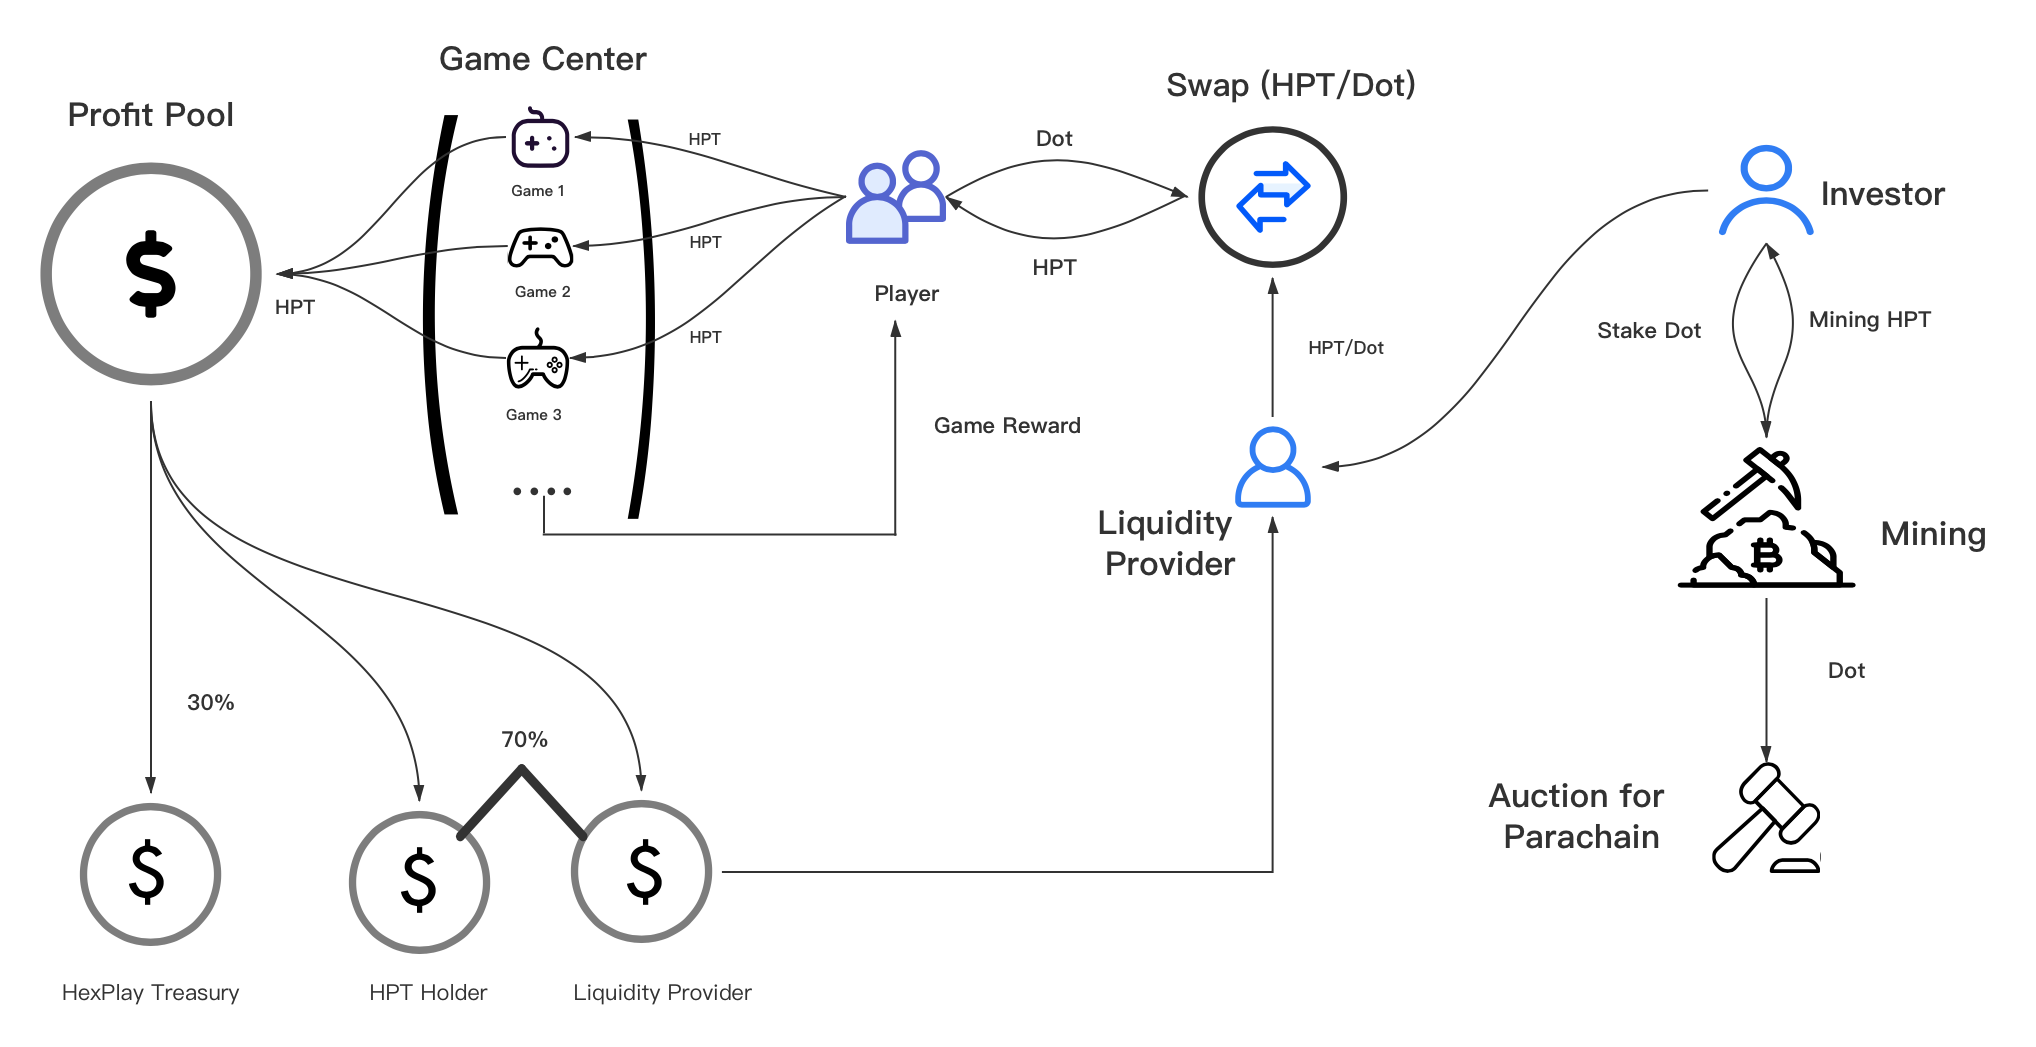 Game Center
Profit Pool
Swap (HPT/Dot)
HPT
Dot
Game 1
Investor
HPT
HPT
Game 2
Player
HPT
Stake Dot
Mining HPT
HPT
HPT/Dot
Game 3
Game Reward
Liquidity
Provider
Mining
Dot
30%
70%
Auction for
Parachain
HexPlay Treasury
HPT Holder
Liquidity Provider